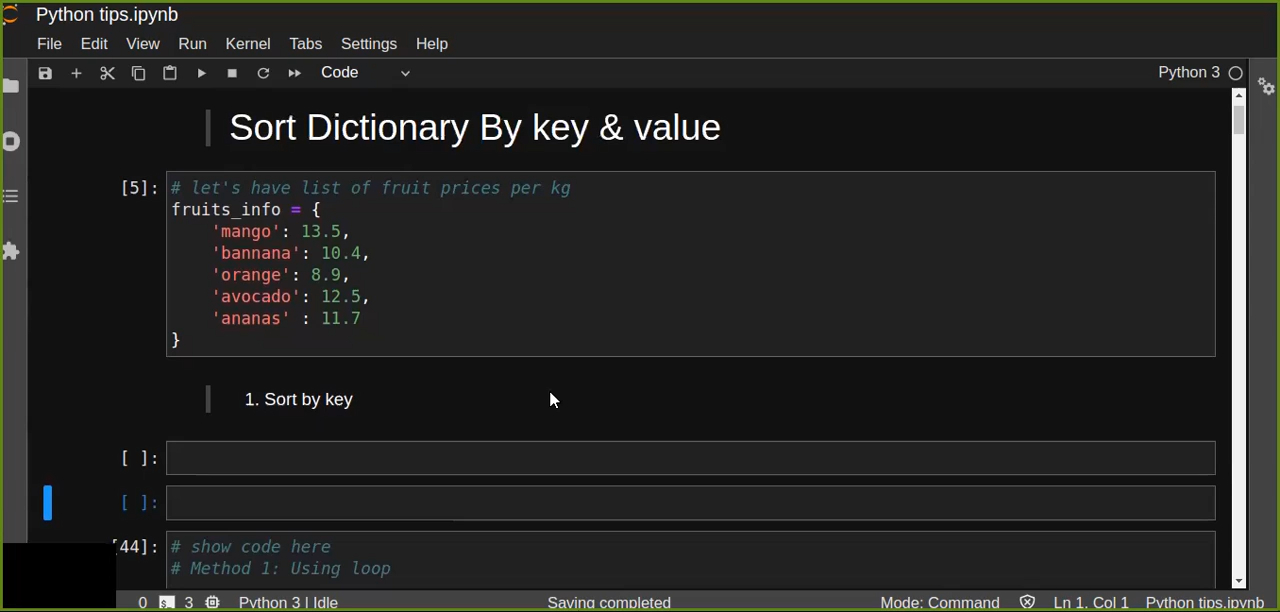 Python tips.ipynb
File Edit View Run Kernel Tabs Settings Help
Code Python 3
Sort Dictionary By key & value
[5]: # let's have list of fruit prices per kg
fruits_info = {
'mango': 13.5,
'bannana': 10.4,
'orange': 8.9,
'avocado': 12.5,
'ananas' : 11.7
}
1. Sort by key
[ ]:
[ ]:
[44]: # show code here
# Method 1: Using loop
0 $_ 3 Python 3 | Idle Saving completed Mode: Command Ln 1, Col 1 Python tips.ipynb